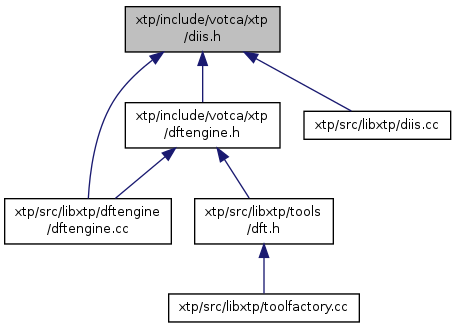 xtp/include/votca/xtp
/diis.h
xtp/include/votca/xtp
/dftengine.h
xtp/src/libxtp/diis.cc
xtp/src/libxtp/dftengine
/dftengine.cc
xtp/src/libxtp/tools
/dft.h
xtp/src/libxtp/toolfactory.cc